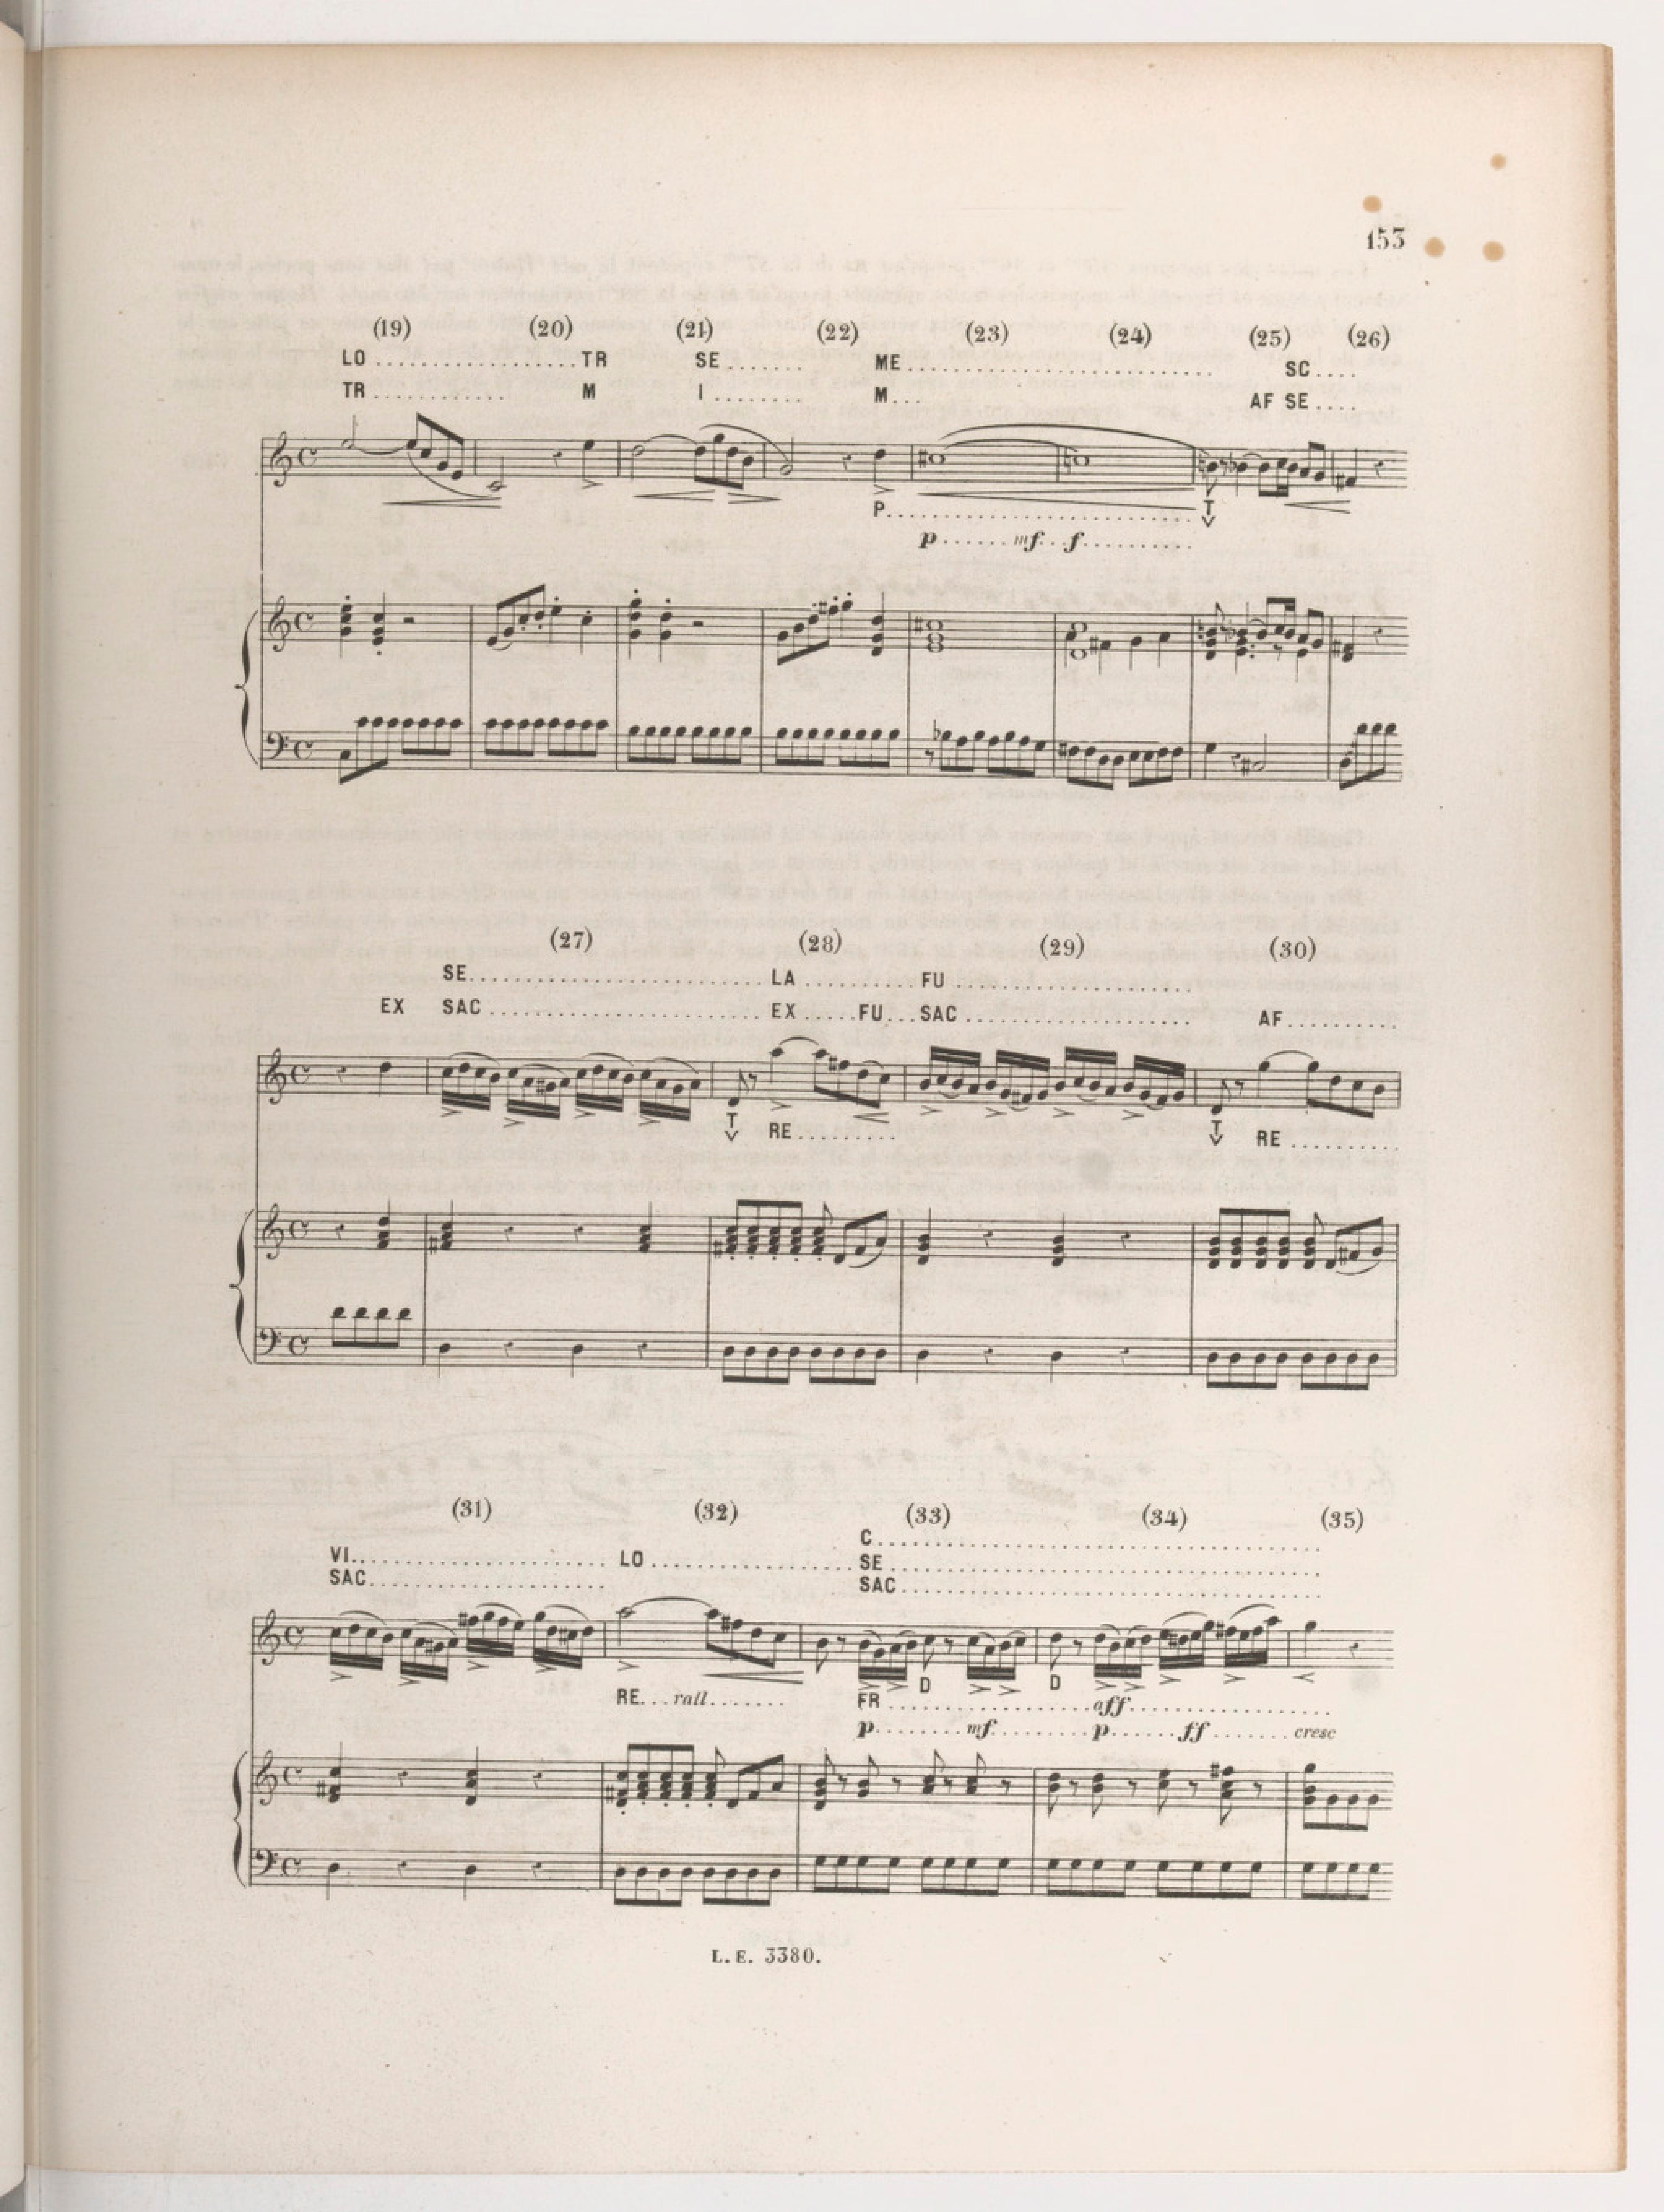 153
(19) (20) (21) (22) (23) (24) (25) (26)
LO.................. TR SE ....... ME............................... SC....
TR ............ M I ........ M... AF SE ....
P.............................. T
p ...... mf.. f..........
(27) (28) (29) (30)
SE........................... LA ........... FU ......................
EX SAC ......................... EX .....FU... SAC ..................... AF ..........
T RE......... T RE .........
(31) (32) (33) (34) (35)
C.........................................
VI....................... LO ................... SE.........................................
SAC..................... SAC.......................................
D D
RE... rall....... FR ................... aff...................
p ........ mf......... p ...... ff ....... cresc
L. E. 3380.